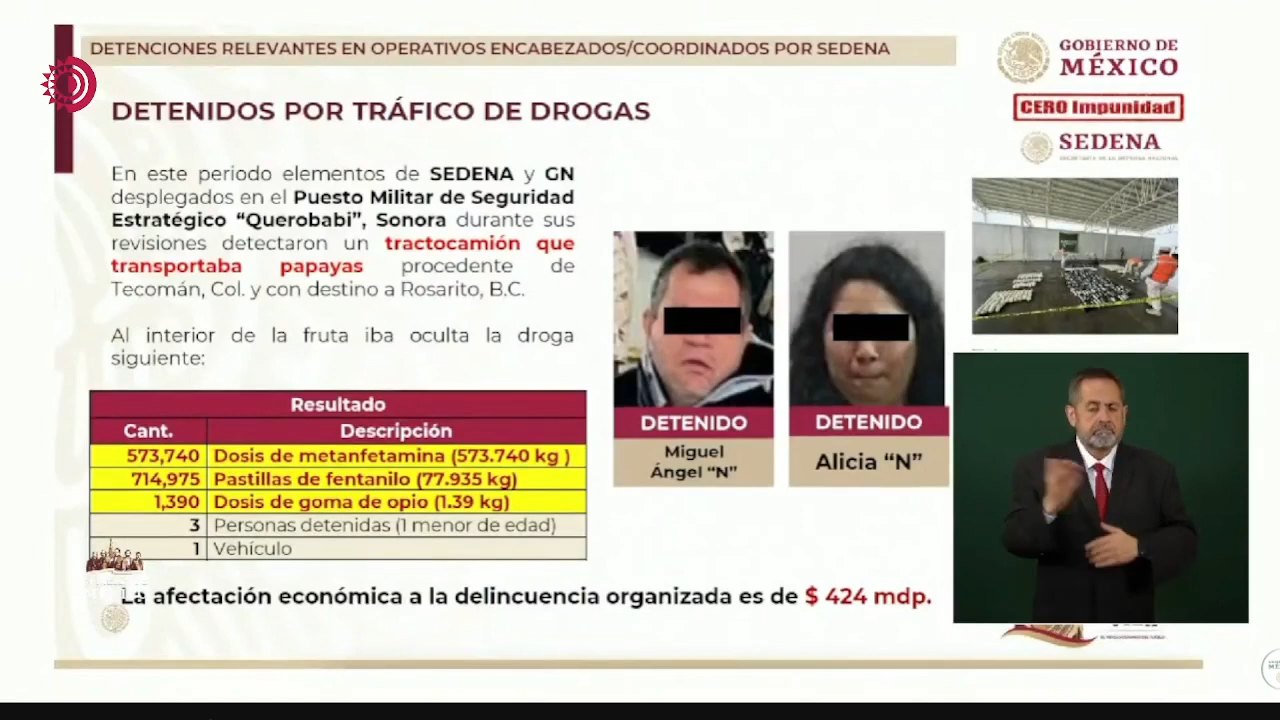 DETENCIONES RELEVANTES EN OPERATIVOS ENCABEZADOS/COORDINADOS POR SEDENA
GOBIERNO DE
MÉXICO
CERO Impunidad
SEDENA
DETENIDOS POR TRÁFICO DE DROGAS
En este periodo elementos de SEDENA y GN
desplegados en el Puesto Militar de Seguridad
Estratégico “Querobabi”, Sonora durante sus
revisiones detectaron un tractocamión que
transportaba papayas procedente de
Tecomán, Col. y con destino a Rosarito, B.C.
Al interior de la fruta iba oculta la droga
siguiente:
Resultado
Cant. Descripción
573,740 Dosis de metanfetamina (573.740 kg )
714,975 Pastillas de fentanilo (77.935 kg)
1,390 Dosis de goma de opio (1.39 kg)
3 Personas detenidas (1 menor de edad)
1 Vehículo
DETENIDO
Miguel
Ángel “N”
DETENIDO
Alicia “N”
La afectación económica a la delincuencia organizada es de $ 424 mdp.